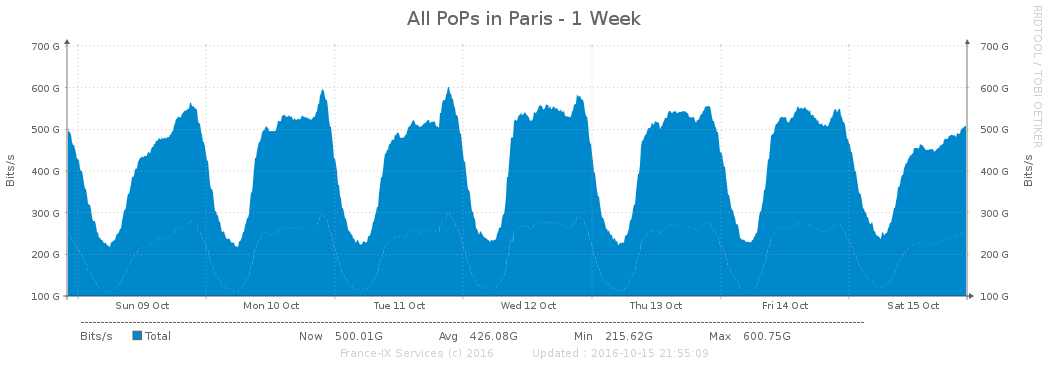 All PoPs in Paris - 1 Week
RRDTOOL / TOBI OETIKER
700 G 700 G
600 G 600 G
500 G 500 G
400 G 400 G
300 G 300 G
200 G 200 G
100 G 100 G
Bits/s Bits/s
Sun 09 Oct Mon 10 Oct Tue 11 Oct Wed 12 Oct Thu 13 Oct Fri 14 Oct Sat 15 Oct
Bits/s Total Now 500.01G Avg 426.08G Min 215.62G Max 600.75G
France-IX Services (c) 2016 Updated : 2016-10-15 21:55:09